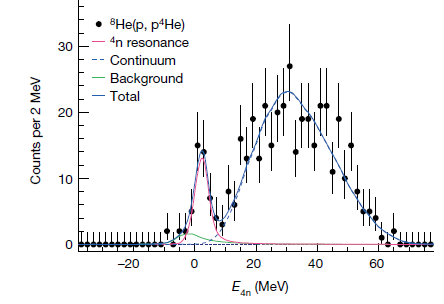 ⁸He(p, p⁴He)
⁴n resonance
Continuum
Background
Total
Counts per 2 MeV
30
20
10
0
–20
0
20
40
60
E₄ₙ (MeV)